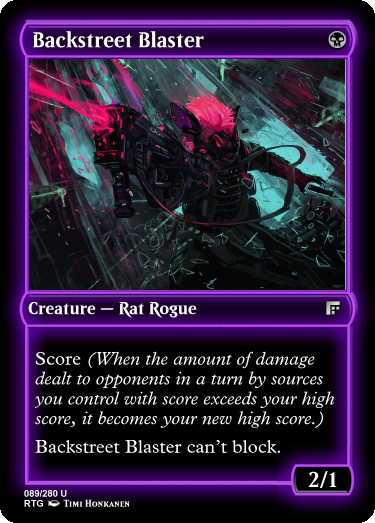 Backstreet Blaster
Creature — Rat Rogue
Score (When the amount of damage
dealt to opponents in a turn by sources
you control with score exceeds your high
score, it becomes your new high score.)
Backstreet Blaster can't block.
2/1
089/280 U
RTG Timi Honkanen